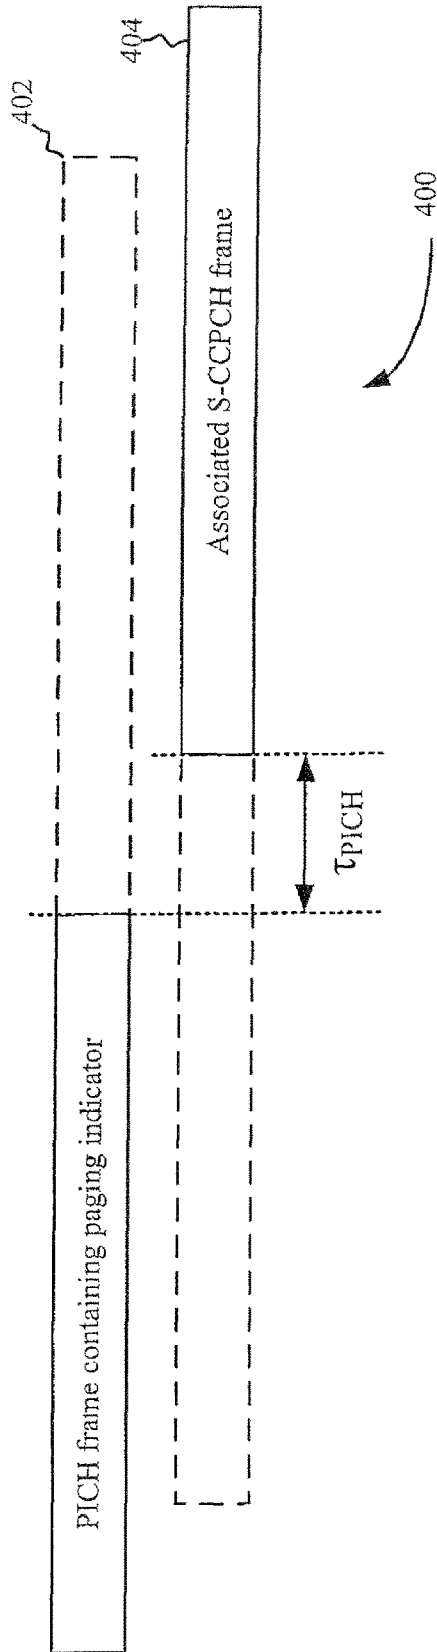 402
PICH frame containing paging indicator
404
Associated S-CCPCH frame
τPICH
400